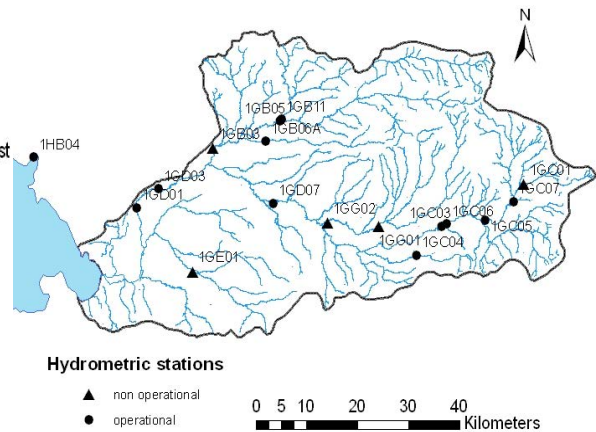 N
1GB05
1GB11
1GB03
1GB06A
st
1HB04
1GD03
1GD01
1GD07
1GC01
1GC07
1GG02
1GC03
1GC06
1GC05
1GG01
1GC04
1GE01
Hydrometric stations
non operational
operational
0 5 10 20 30 40
Kilometers